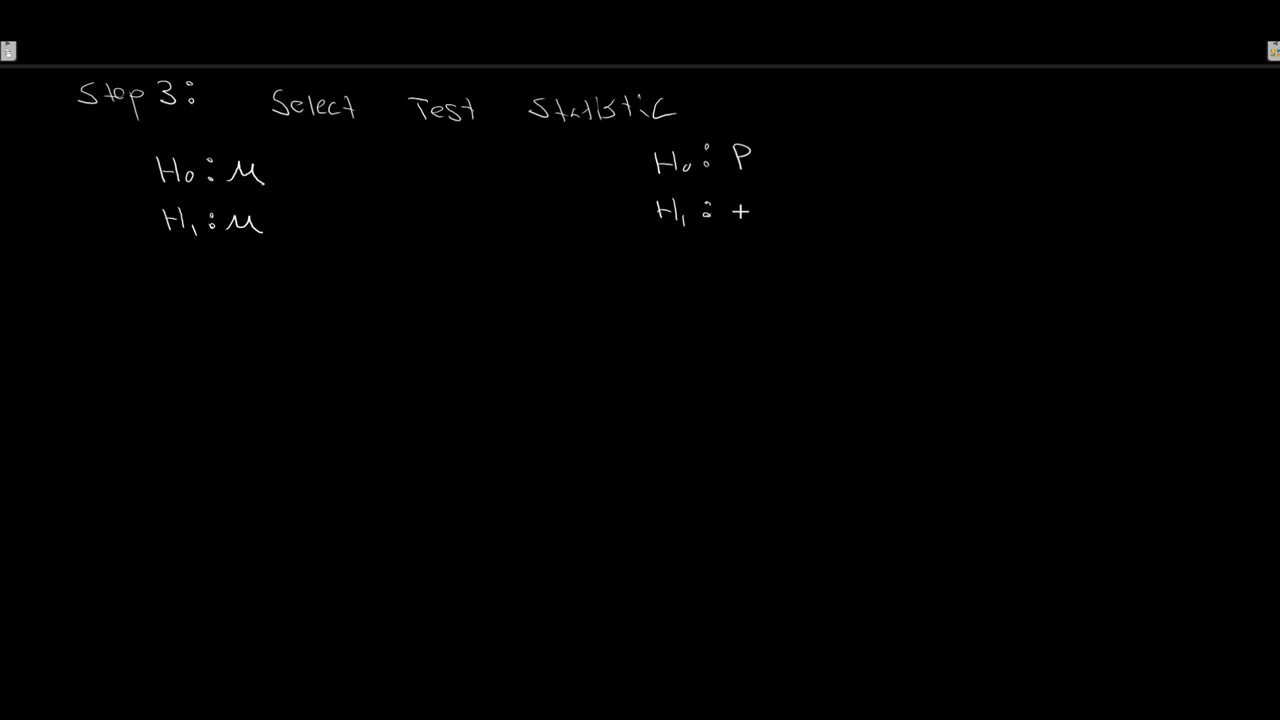 Step 3: Select Test Statistic
H₀: μ
H₁: μ
H₀: P
H₁: